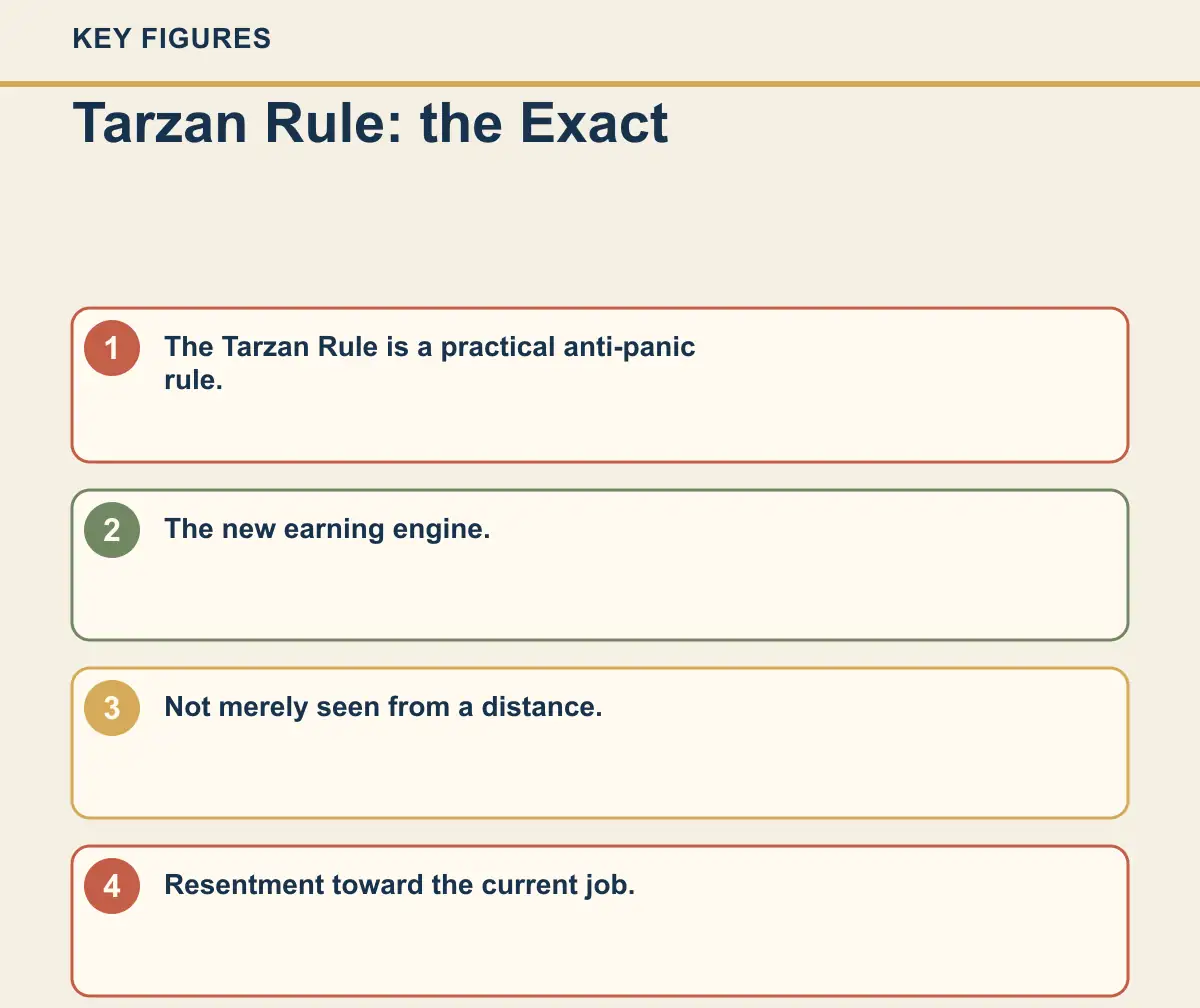 KEY FIGURES
Tarzan Rule: the Exact
1
The Tarzan Rule is a practical anti-panic
rule.
2
The new earning engine.
3
Not merely seen from a distance.
4
Resentment toward the current job.